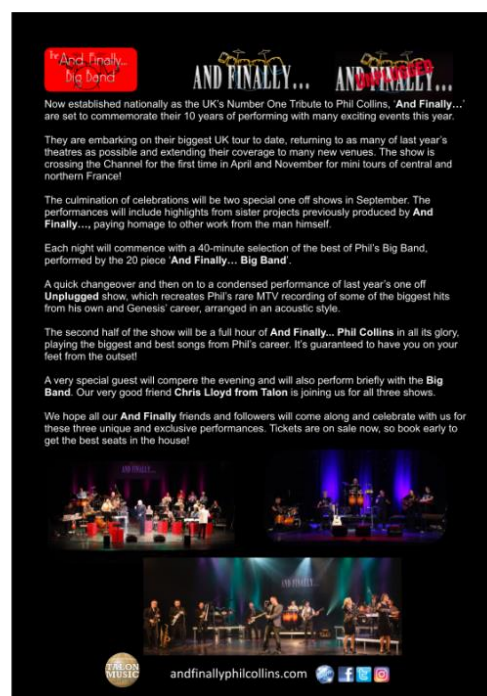 The
And Finally...
Big Band
AND FINALLY...
AND FINALLY...
UNPLUGGED
Now established nationally as the UK's Number One Tribute to Phil Collins, 'And Finally…'
are set to commemorate their 10 years of performing with many exciting events this year.
They are embarking on their biggest UK tour to date, returning to as many of last year's
theatres as possible and extending their coverage to many new venues. The show is
crossing the Channel for the first time in April and November for mini tours of central and
northern France!
The culmination of celebrations will be two special one off shows in September. The
performances will include highlights from sister projects previously produced by And
Finally…, paying homage to other work from the man himself.
Each night will commence with a 40-minute selection of the best of Phil's Big Band,
performed by the 20 piece 'And Finally… Big Band'.
A quick changeover and then on to a condensed performance of last year's one off
Unplugged show, which recreates Phil's rare MTV recording of some of the biggest hits
from his own and Genesis' career, arranged in an acoustic style.
The second half of the show will be a full hour of And Finally... Phil Collins in all its glory,
playing the biggest and best songs from Phil's career. It's guaranteed to have you on your
feet from the outset!
A very special guest will compere the evening and will also perform briefly with the Big
Band. Our very good friend Chris Lloyd from Talon is joining us for all three shows.
We hope all our And Finally friends and followers will come along and celebrate with us for
these three unique and exclusive performances. Tickets are on sale now, so book early to
get the best seats in the house!
AND FINALLY...
AND FINALLY...
TALON
MUSIC
andfinallyphilcollins.com